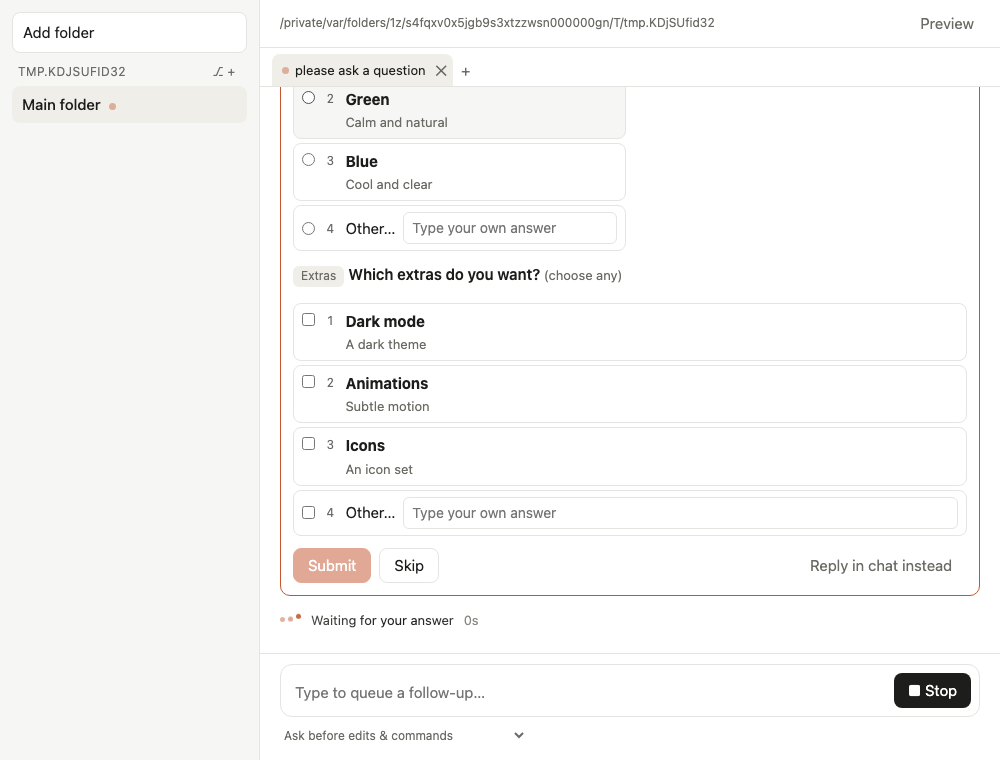 Add folder
TMP.KDJSUFID32
Main folder
/private/var/folders/1z/s4fqxv0x5jgb9s3xtzzwsn000000gn/T/tmp.KDjSUfid32
Preview
please ask a question
2 Green
Calm and natural
3 Blue
Cool and clear
4 Other... Type your own answer
Extras Which extras do you want? (choose any)
1 Dark mode
A dark theme
2 Animations
Subtle motion
3 Icons
An icon set
4 Other... Type your own answer
Submit Skip Reply in chat instead
Waiting for your answer 0s
Type to queue a follow-up...
Stop
Ask before edits & commands